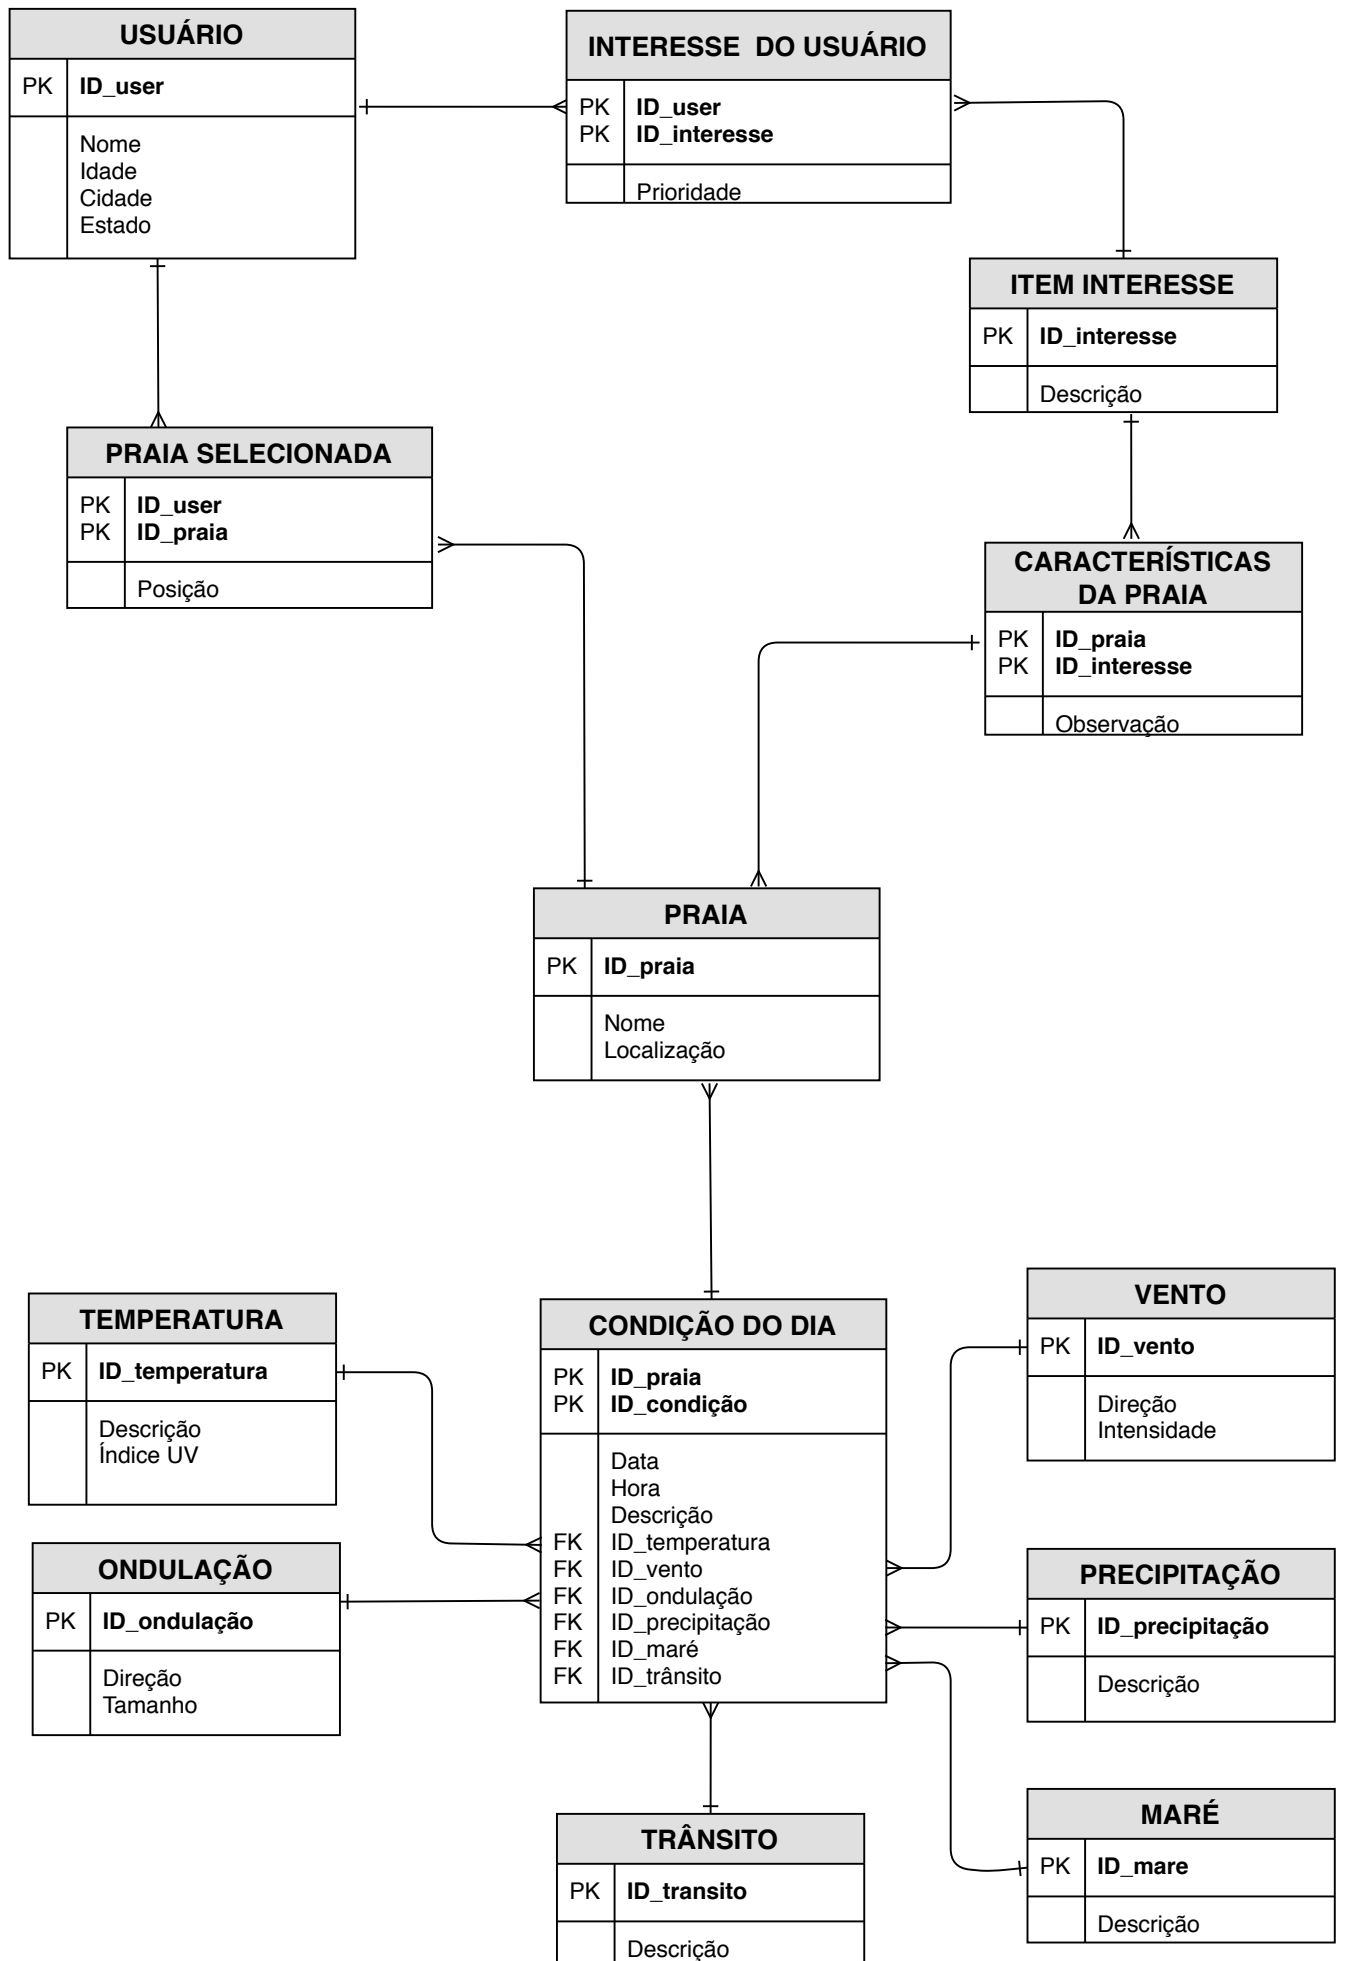 USUÁRIO
PK ID_user
Nome
Idade
Cidade
Estado
INTERESSE DO USUÁRIO
PK ID_user
PK ID_interesse
Prioridade
ITEM INTERESSE
PK ID_interesse
Descrição
PRAIA SELECIONADA
PK ID_user
PK ID_praia
Posição
CARACTERÍSTICAS
DA PRAIA
PK ID_praia
PK ID_interesse
Observação
PRAIA
PK ID_praia
Nome
Localização
TEMPERATURA
PK ID_temperatura
Descrição
Índice UV
CONDIÇÃO DO DIA
PK ID_praia
PK ID_condição
Data
Hora
Descrição
FK ID_temperatura
FK ID_vento
FK ID_ondulação
FK ID_precipitação
FK ID_maré
FK ID_trânsito
VENTO
PK ID_vento
Direção
Intensidade
ONDULAÇÃO
PK ID_ondulação
Direção
Tamanho
PRECIPITAÇÃO
PK ID_precipitação
Descrição
TRÂNSITO
PK ID_transito
Descrição
MARÉ
PK ID_mare
Descrição